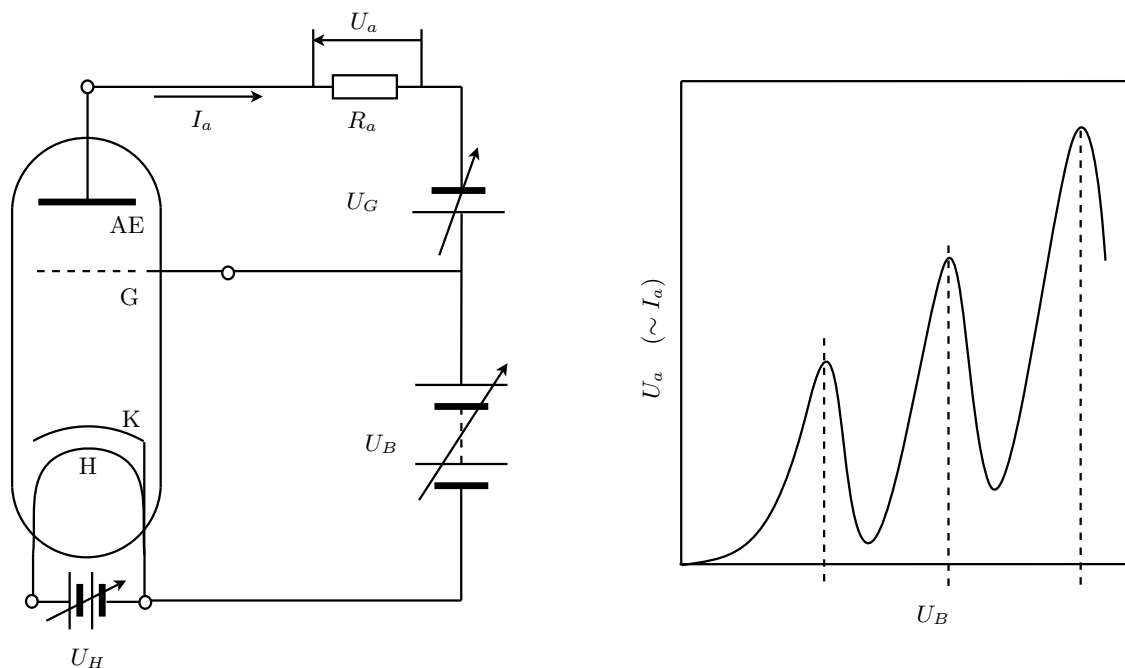 U_a
I_a
R_a
U_G
AE
G
K
U_B
H
U_H
U_a (∼ I_a)
U_B